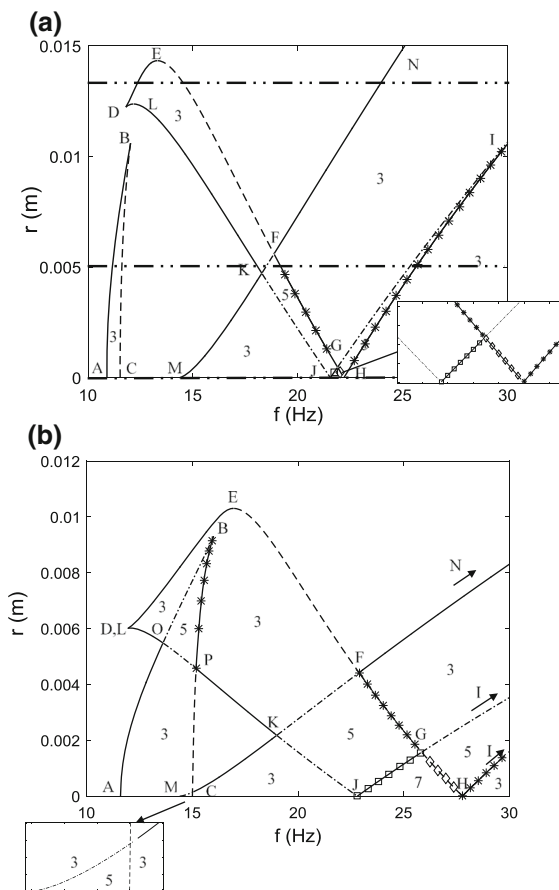 (a)
0.015
E
N
D
L
3
B
I
0.01
3
r (m)
F
0.005
K
5
3
G
3
3
3
A
C
M
J
H
0
10
15
20
25
30
f (Hz)
(b)
0.012
E
0.01
B
N
0.008
3
D,L
O
5
3
0.006
P
F
3
I
0.004
3
K
5
G
5
I
0.002
A
M
C
3
J
7
H
3
0
10
15
20
25
30
f (Hz)
r (m)
3
3
5